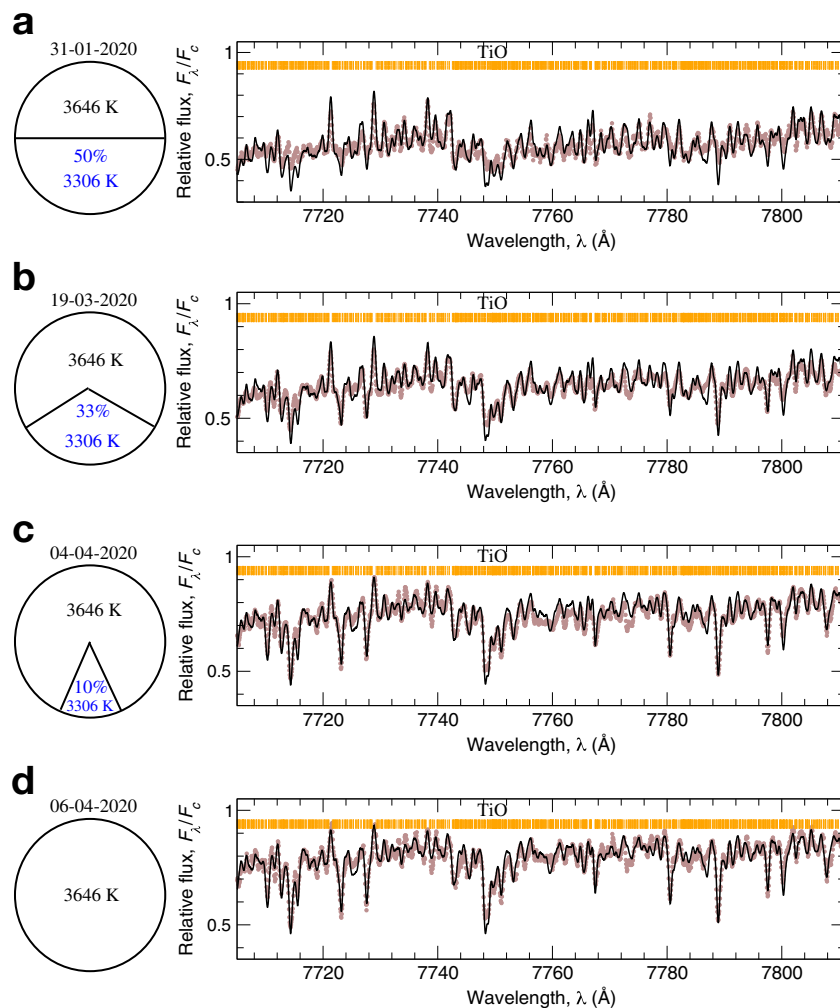 a
31-01-2020
3646 K
50%
3306 K
Relative flux, Fλ/Fc
1
0.5
TiO
7720 7740 7760 7780 7800
Wavelength, λ (Å)
b
19-03-2020
3646 K
33%
3306 K
Relative flux, Fλ/Fc
1
0.5
TiO
7720 7740 7760 7780 7800
Wavelength, λ (Å)
c
04-04-2020
3646 K
10%
3306 K
Relative flux, Fλ/Fc
1
0.5
TiO
7720 7740 7760 7780 7800
Wavelength, λ (Å)
d
06-04-2020
3646 K
Relative flux, Fλ/Fc
1
0.5
TiO
7720 7740 7760 7780 7800
Wavelength, λ (Å)